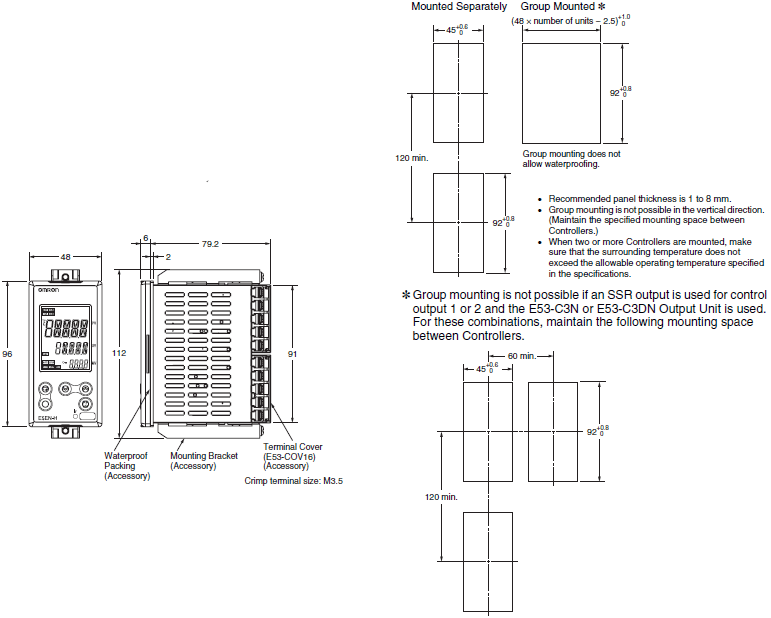 Mounted Separately
Group Mounted ✻
(48 × number of units – 2.5) +1.0 0
45 +0.6 0
92 +0.8 0
120 min.
Group mounting does not
allow waterproofing.
92 +0.8 0
• Recommended panel thickness is 1 to 8 mm.
• Group mounting is not possible in the vertical direction.
(Maintain the specified mounting space between
Controllers.)
• When two or more Controllers are mounted, make
sure that the surrounding temperature does not
exceed the allowable operating temperature specified
in the specifications.
✻ Group mounting is not possible if an SSR output is used for control
output 1 or 2 and the E53-C3N or E53-C3DN Output Unit is used.
For these combinations, maintain the following mounting space
between Controllers.
60 min.
45 +0.6 0
92 +0.8 0
120 min.
6
79.2
48
2
omron
96
112
91
E5EN-H
Waterproof
Packing
(Accessory)
Mounting Bracket
(Accessory)
Terminal Cover
(E53-COV16)
(Accessory)
Crimp terminal size: M3.5